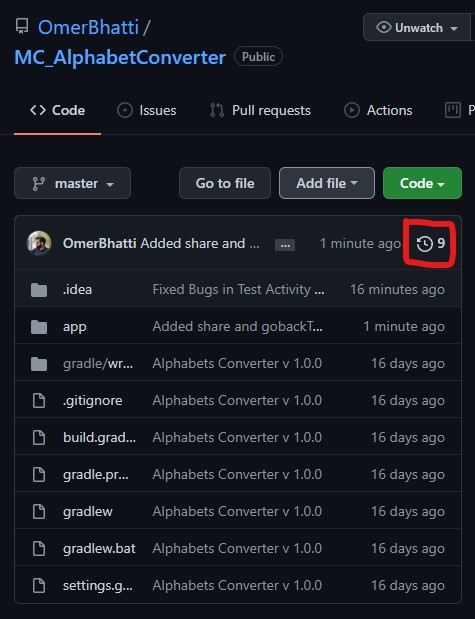 OmerBhatti /
Unwatch
MC_AlphabetConverter Public
Code Issues Pull requests Actions P
master Go to file Add file Code
OmerBhatti Added share and ... ... 1 minute ago 9
.idea Fixed Bugs in Test Activity ... 16 minutes ago
app Added share and gobackT... 1 minute ago
gradle/wr... Alphabets Converter v 1.0.0 16 days ago
.gitignore Alphabets Converter v 1.0.0 16 days ago
build.grad... Alphabets Converter v 1.0.0 16 days ago
gradle.pr... Alphabets Converter v 1.0.0 16 days ago
gradlew Alphabets Converter v 1.0.0 16 days ago
gradlew.bat Alphabets Converter v 1.0.0 16 days ago
settings.g... Alphabets Converter v 1.0.0 16 days ago